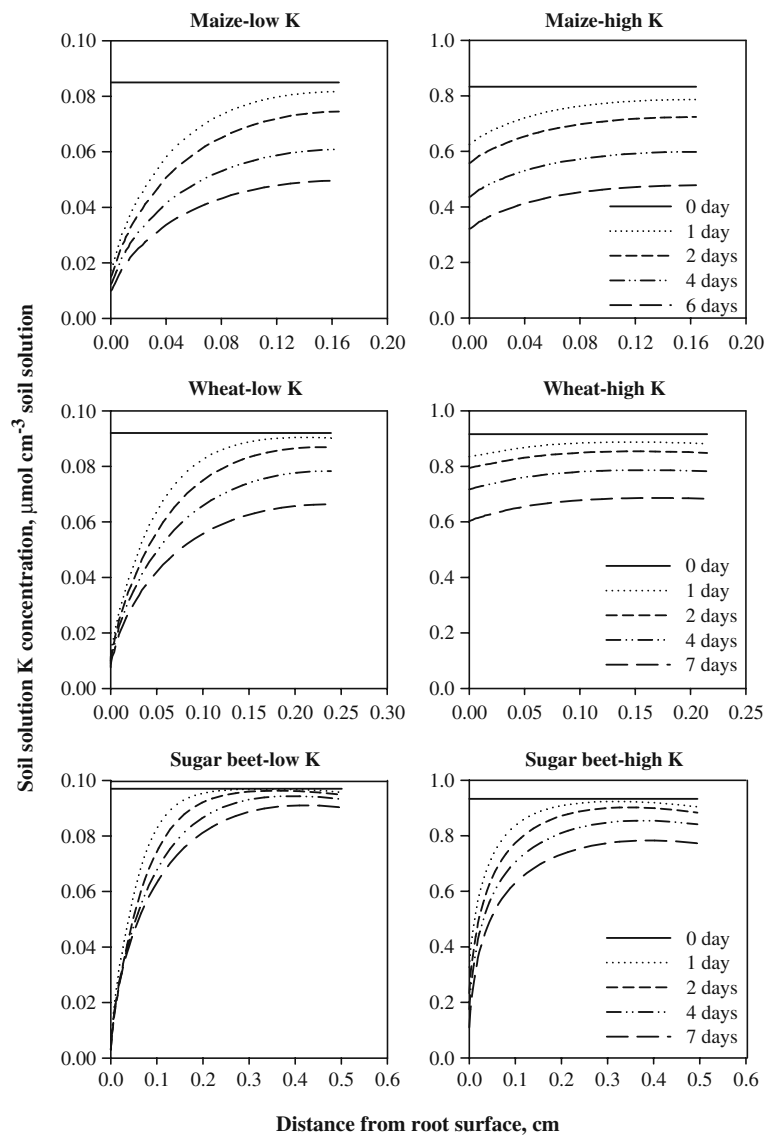 Maize-low K
0.10
0.08
0.06
0.04
0.02
0.00
0.00 0.04 0.08 0.12 0.16 0.20
Maize-high K
1.0
0.8
0.6
0.4
0.2
0.0
0 day
1 day
2 days
4 days
6 days
0.00 0.04 0.08 0.12 0.16 0.20
Soil solution K concentration, μmol cm-3 soil solution
Wheat-low K
0.10
0.08
0.06
0.04
0.02
0.00
0.00 0.05 0.10 0.15 0.20 0.25 0.30
Wheat-high K
1.0
0.8
0.6
0.4
0.2
0.0
0 day
1 day
2 days
4 days
7 days
0.00 0.05 0.10 0.15 0.20 0.25
Sugar beet-low K
0.10
0.08
0.06
0.04
0.02
0.00
0.0 0.1 0.2 0.3 0.4 0.5 0.6
Sugar beet-high K
1.0
0.8
0.6
0.4
0.2
0.0
0 day
1 day
2 days
4 days
7 days
0.0 0.1 0.2 0.3 0.4 0.5 0.6
Distance from root surface, cm